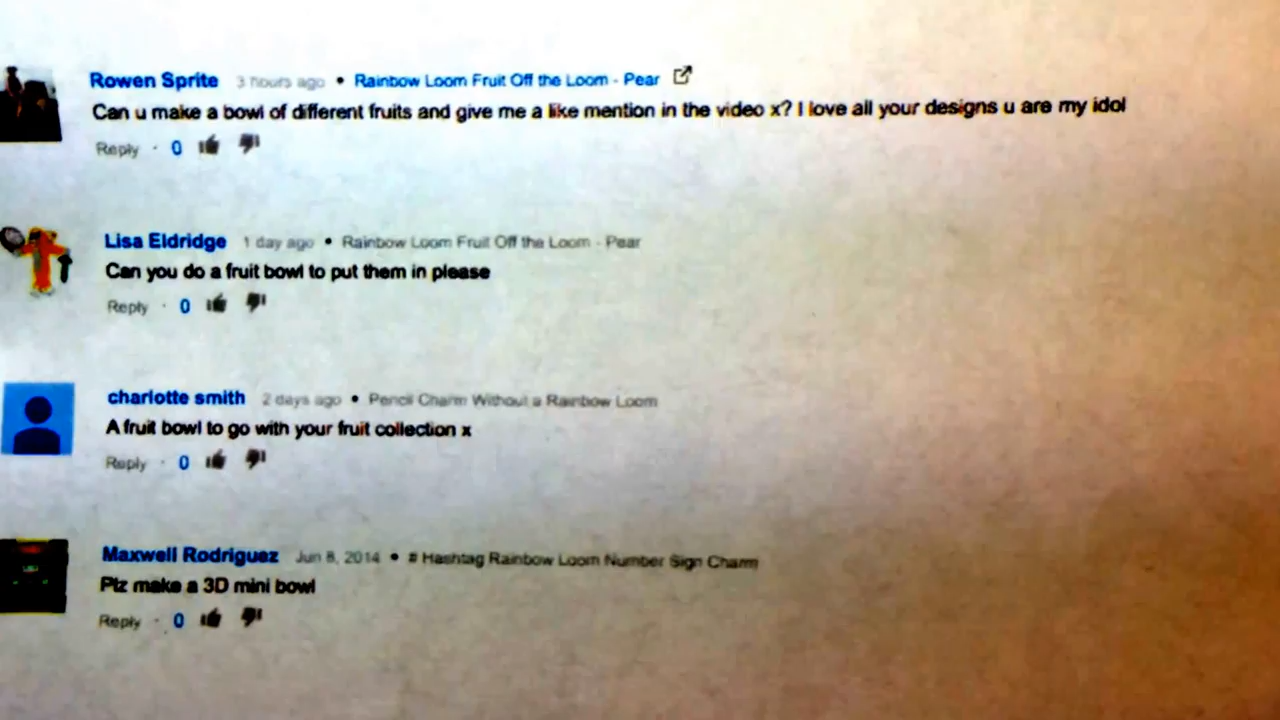 Rowen Sprite 3 hours ago • Rainbow Loom Fruit Off the Loom - Pear
Can u make a bowl of different fruits and give me a like mention in the video x? I love all your designs u are my idol
Reply · 0
Lisa Eldridge 1 day ago • Rainbow Loom Fruit Off the Loom - Pear
Can you do a fruit bowl to put them in please
Reply · 0
charlotte smith 2 days ago • Pencil Charm Without a Rainbow Loom
A fruit bowl to go with your fruit collection x
Reply · 0
Maxwell Rodriguez Jun 8, 2014 • # Hashtag Rainbow Loom Number Sign Charm
Plz make a 3D mini bowl
Reply · 0